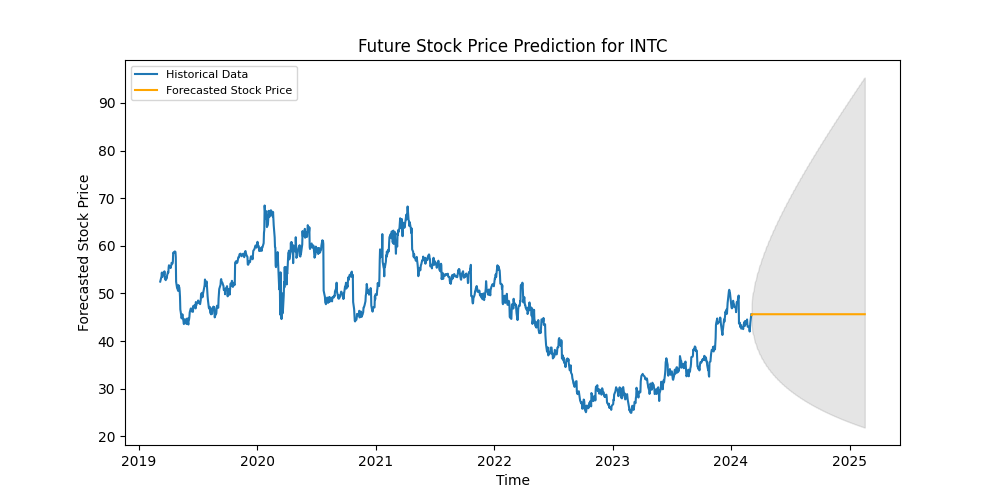 Future Stock Price Prediction for INTC
Historical Data
Forecasted Stock Price
Forecasted Stock Price
90
80
70
60
50
40
30
20
2019 2020 2021 2022 2023 2024 2025
Time